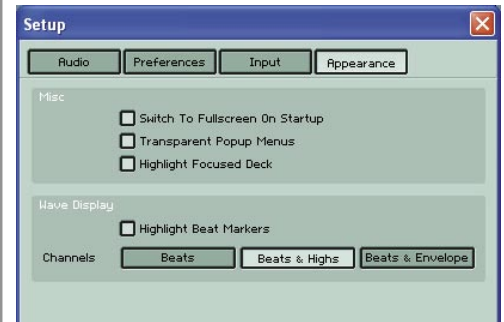 Setup
Audio Preferences Input Appearance
Misc
Switch To Fullscreen On Startup
Transparent Popup Menus
Highlight Focused Deck
Wave Display
Highlight Beat Markers
Channels Beats Beats & Highs Beats & Envelope